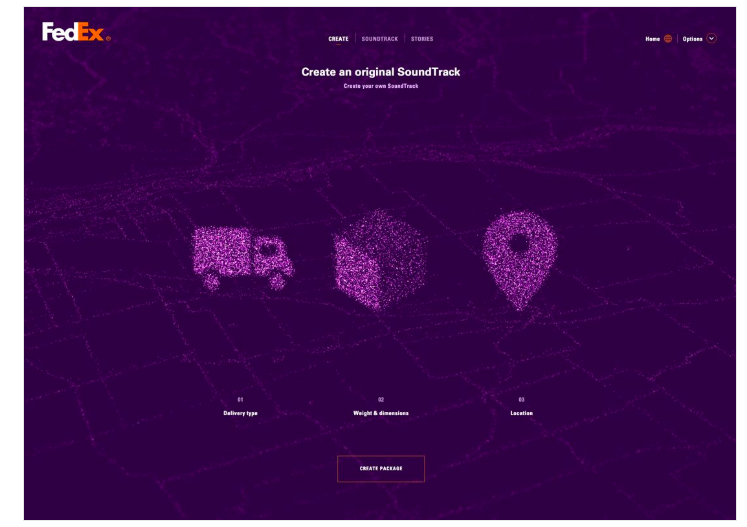 FedEx®
CREATE
SOUNDTRACK
STORIES
Home
Options
Create an original SoundTrack
Create your own SoundTrack
01
02
03
Delivery type
Weight & dimensions
Location
CREATE PACKAGE